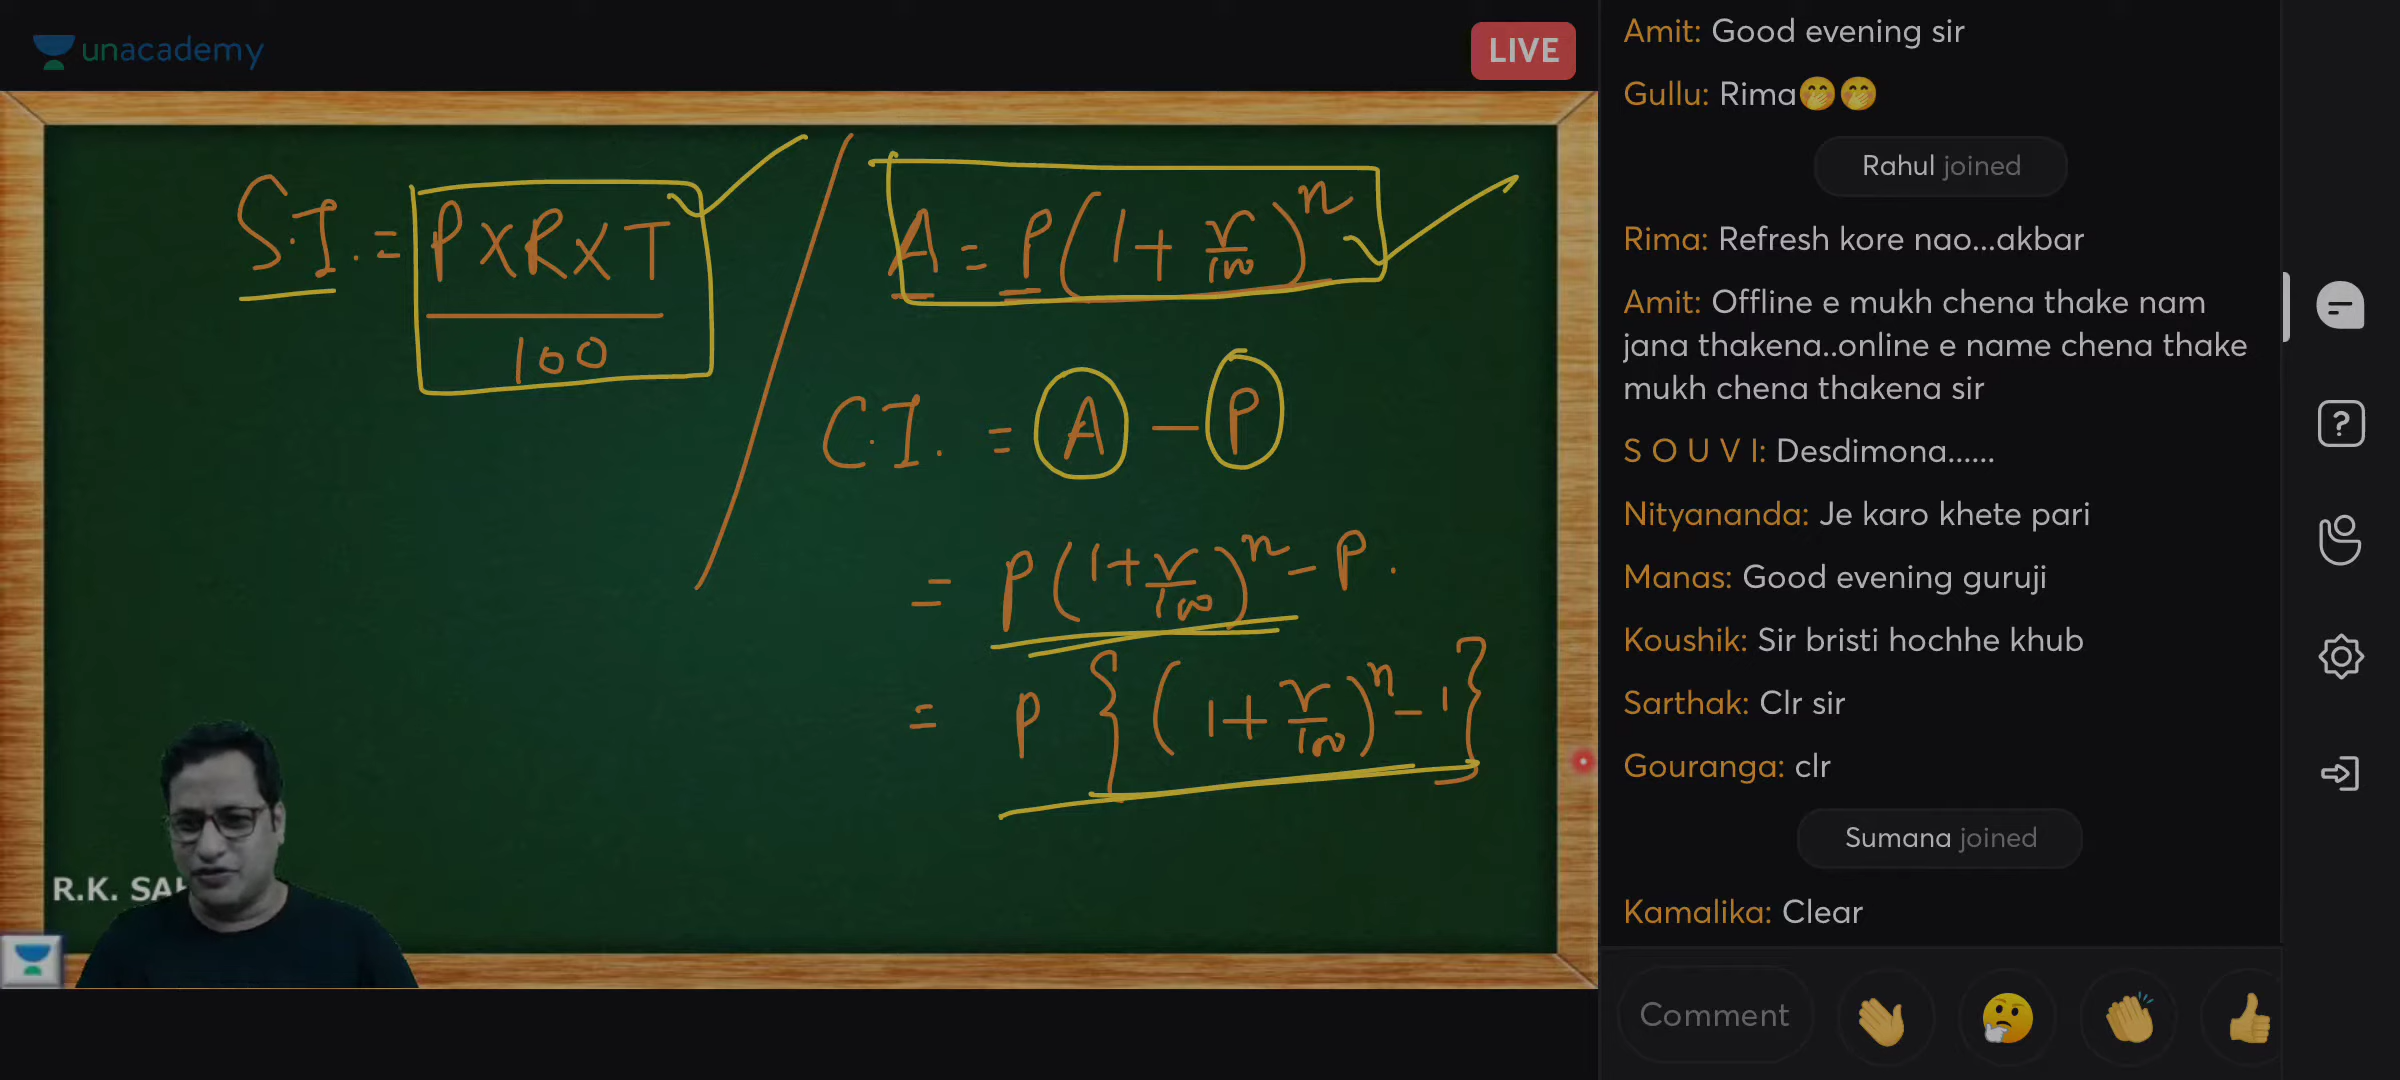 unacademy
LIVE
S.I. = P X R X T / 100
A = P(1 + r/100)^n
C.I. = A - P
= P(1 + r/100)^n - P.
= P {(1 + r/100)^n - 1}
R.K. SAH
Amit: Good evening sir
Gullu: Rima🤭🤭
Rahul joined
Rima: Refresh kore nao...akbar
Amit: Offline e mukh chena thake nam
jana thakena..online e name chena thake
mukh chena thakena sir
S O U V I: Desdimona......
Nityananda: Je karo khete pari
Manas: Good evening guruji
Koushik: Sir bristi hochhe khub
Sarthak: Clr sir
Gouranga: clr
Sumana joined
Kamalika: Clear
Comment